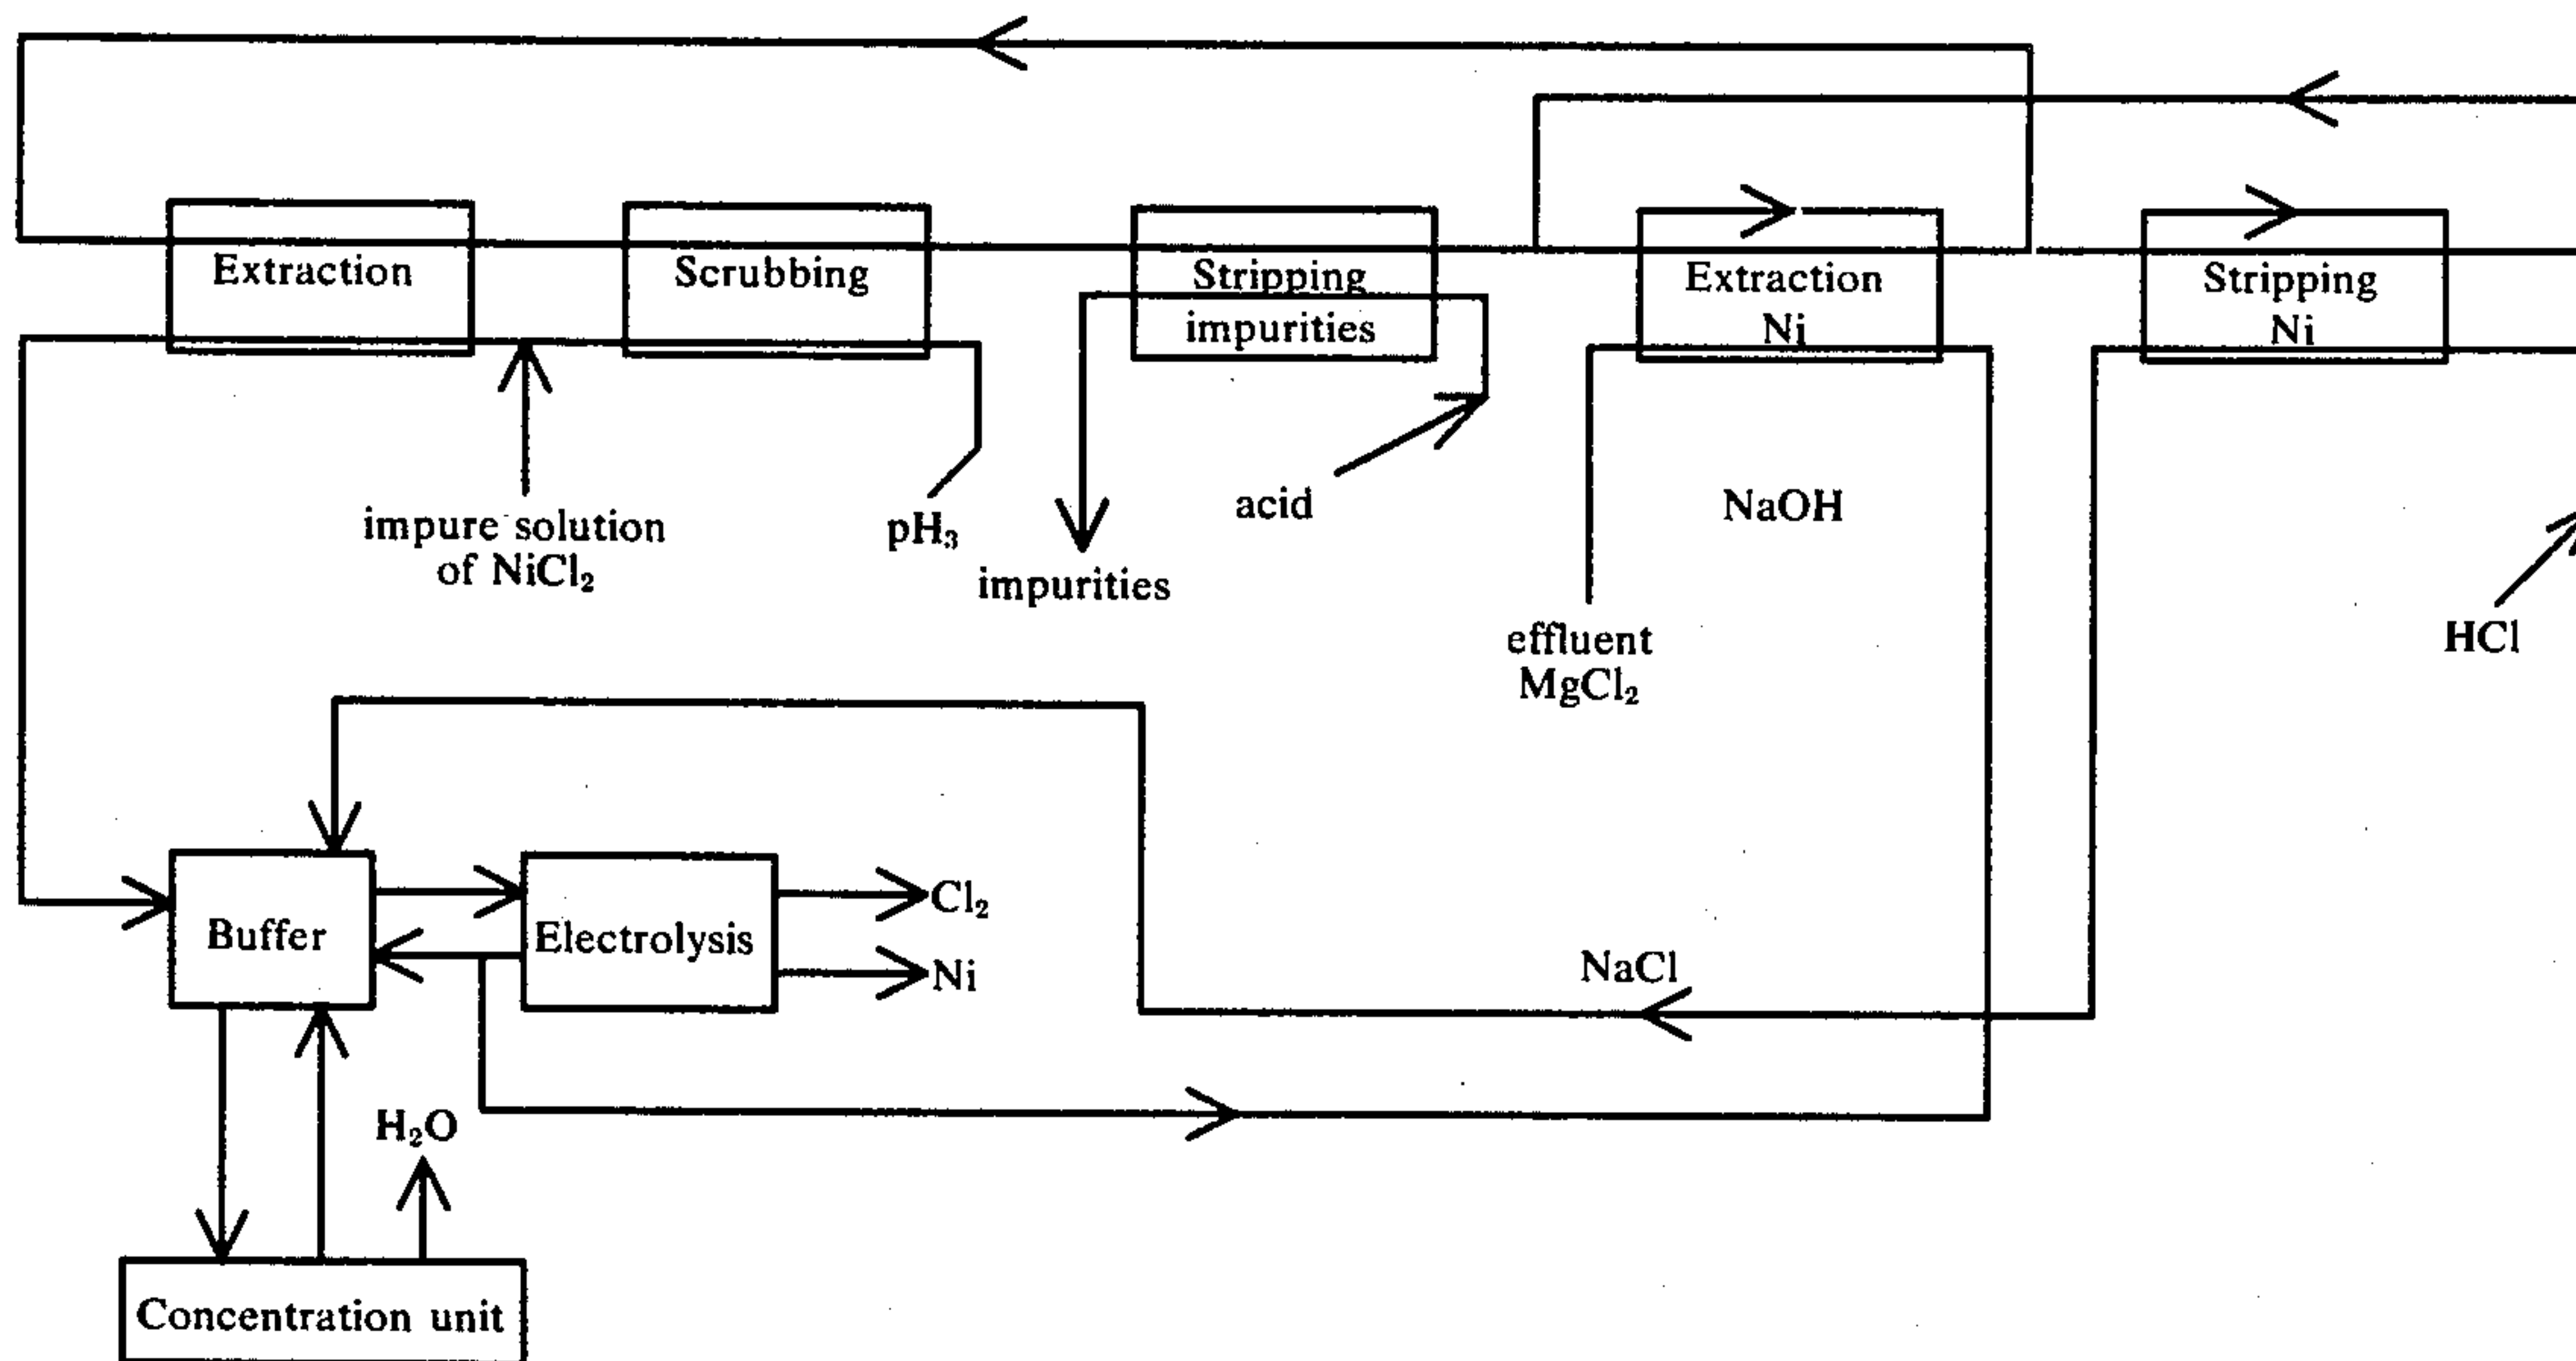 Extraction
Scrubbing
Stripping
impurities
Extraction
Ni
Stripping
Ni
impure solution
of NiCl₂
pH₃
impurities
acid
NaOH
effluent
MgCl₂
HCl
Buffer
Electrolysis
Cl₂
Ni
NaCl
H₂O
Concentration unit